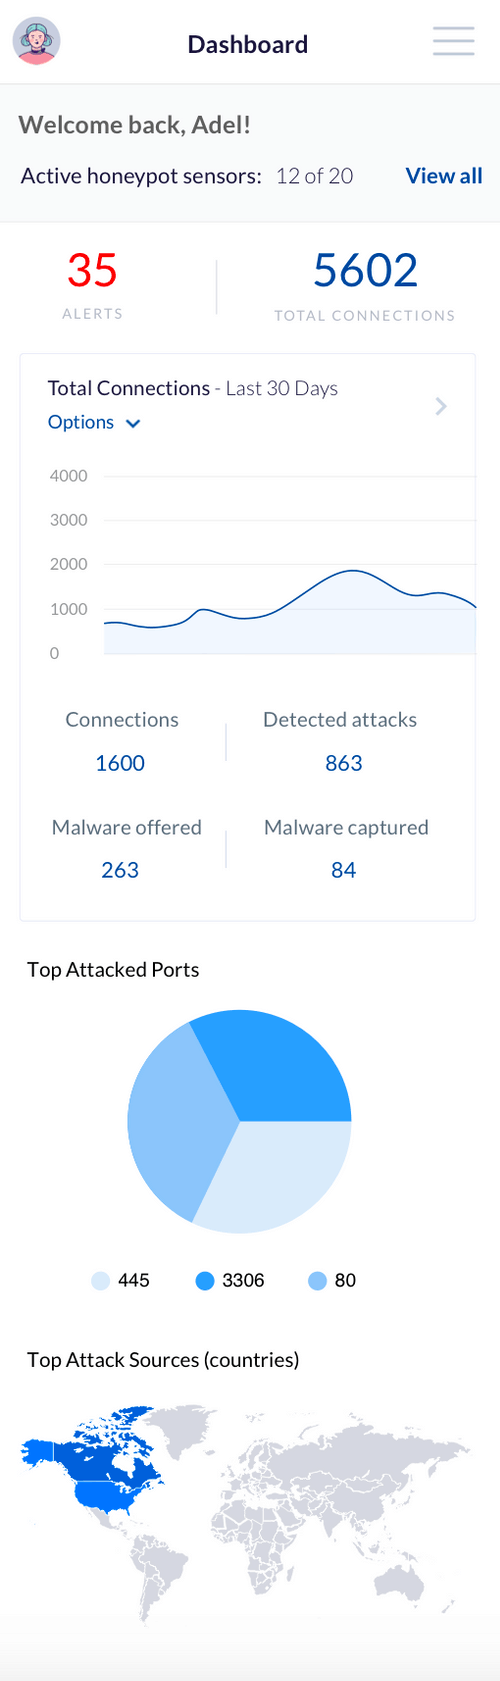 Dashboard
Welcome back, Adel!
Active honeypot sensors: 12 of 20 View all
35 5602
ALERTS TOTAL CONNECTIONS
Total Connections - Last 30 Days
Options
4000
3000
2000
1000
0
Connections Detected attacks
1600 863
Malware offered Malware captured
263 84
Top Attacked Ports
445 3306 80
Top Attack Sources (countries)